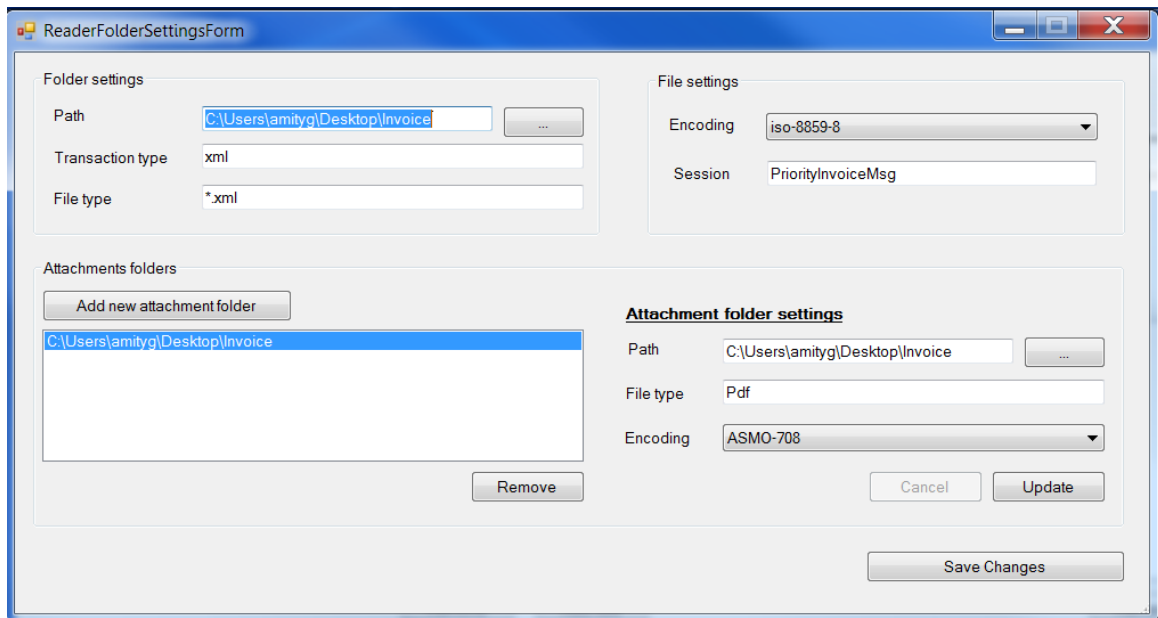 ReaderFolderSettingsForm
Folder settings
Path
C:\Users\amityg\Desktop\Invoice
...
Transaction type
xml
File type
*.xml
File settings
Encoding
iso-8859-8
Session
PriorityInvoiceMsg
Attachments folders
Add new attachment folder
C:\Users\amityg\Desktop\Invoice
Remove
Attachment folder settings
Path
C:\Users\amityg\Desktop\Invoice
...
File type
Pdf
Encoding
ASMO-708
Cancel
Update
Save Changes